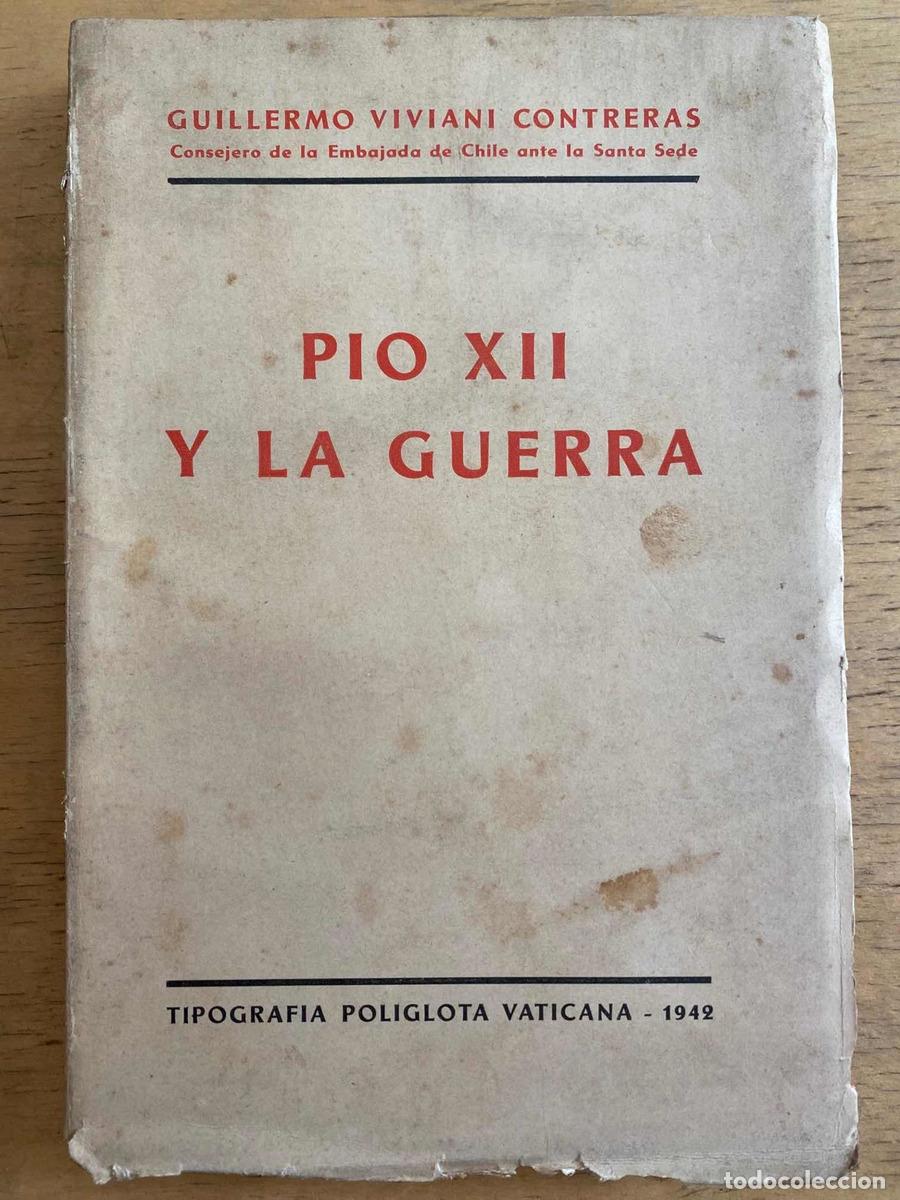 GUILLERMO VIVIANI CONTRERAS
Consejero de la Embajada de Chile ante la Santa Sede
PIO XII
Y LA GUERRA
TIPOGRAFIA POLIGLOTA VATICANA - 1942
todocoleccion